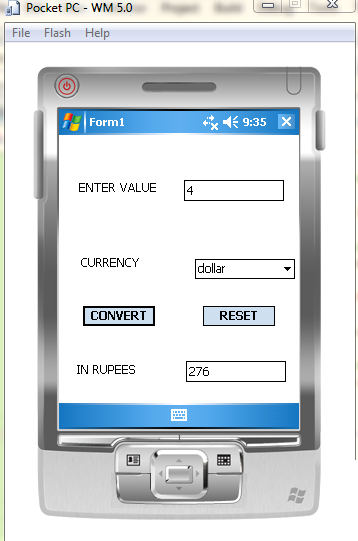 Pocket PC - WM 5.0
File Flash Help
Form1 9:35
ENTER VALUE 4
CURRENCY dollar
CONVERT RESET
IN RUPEES 276